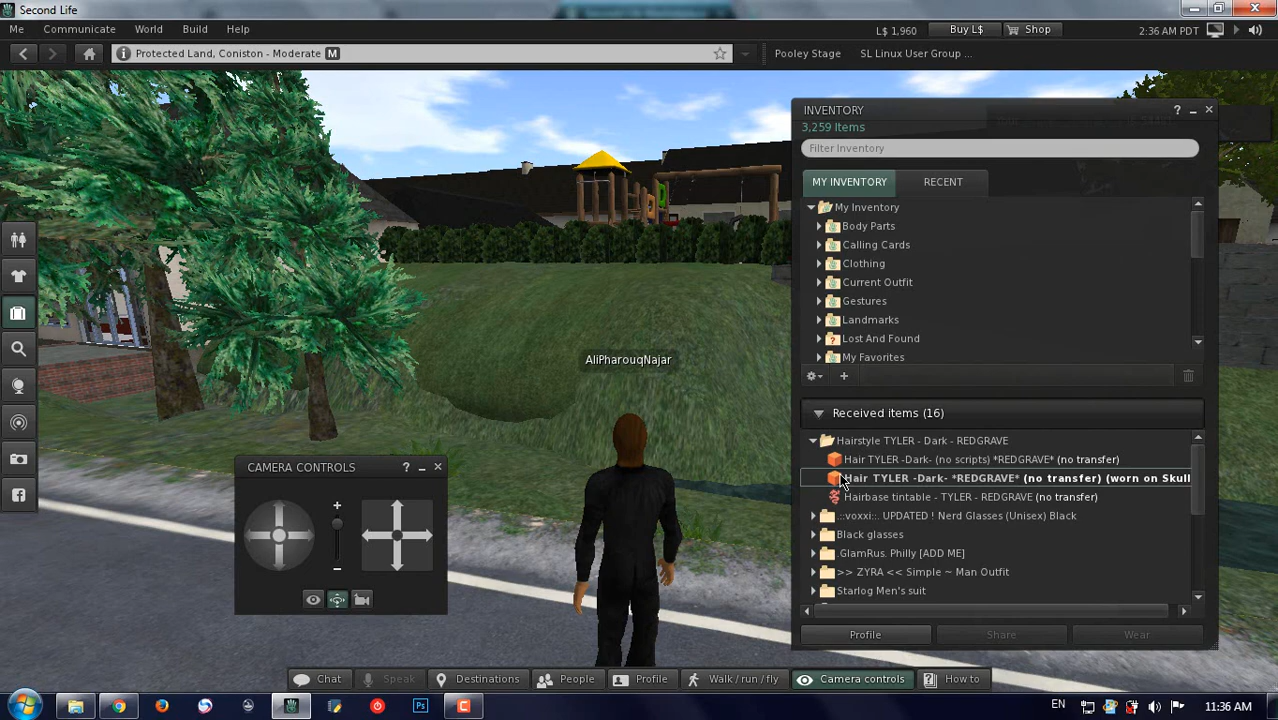 Second Life
Me Communicate World Build Help
L$ 1,960 Buy L$ Shop 2:36 AM PDT
Protected Land, Coniston - Moderate M
Pooley Stage SL Linux User Group ...
INVENTORY ?
3,259 Items
Filter Inventory
MY INVENTORY RECENT
My Inventory
Body Parts
Calling Cards
Clothing
Current Outfit
Gestures
Landmarks
Lost And Found
My Favorites
Received items (16)
Hairstyle TYLER - Dark - REDGRAVE
Hair TYLER -Dark- (no scripts) *REDGRAVE* (no transfer)
Hair TYLER -Dark- *REDGRAVE* (no transfer) (worn on Skull
Hairbase tintable - TYLER - REDGRAVE (no transfer)
.::voxxi::. UPDATED ! Nerd Glasses (Unisex) Black
Black glasses
.GlamRus. Philly [ADD ME]
>> ZYRA << Simple ~ Man Outfit
Starlog Men's suit
Profile Share Wear
AliPharouqNajar
CAMERA CONTROLS ?
Chat Speak Destinations People Profile Walk / run / fly Camera controls How to
EN 11:36 AM